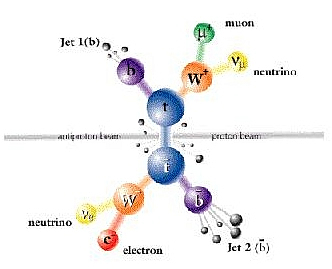 Jet 1(b)
μ+
muon
b
W+
νμ
neutrino
t
antiproton beam
proton beam
t̄
W
b̄
neutrino
νe
e
electron
Jet 2 (b̄)